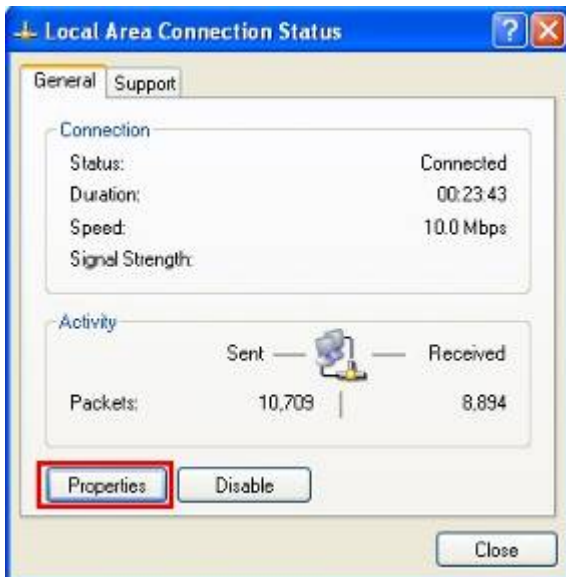 Local Area Connection Status
General Support
Connection
Status: Connected
Duration: 00:23:43
Speed: 10.0 Mbps
Signal Strength:
Activity
Sent Received
Packets: 10,709 8,894
Properties Disable
Close